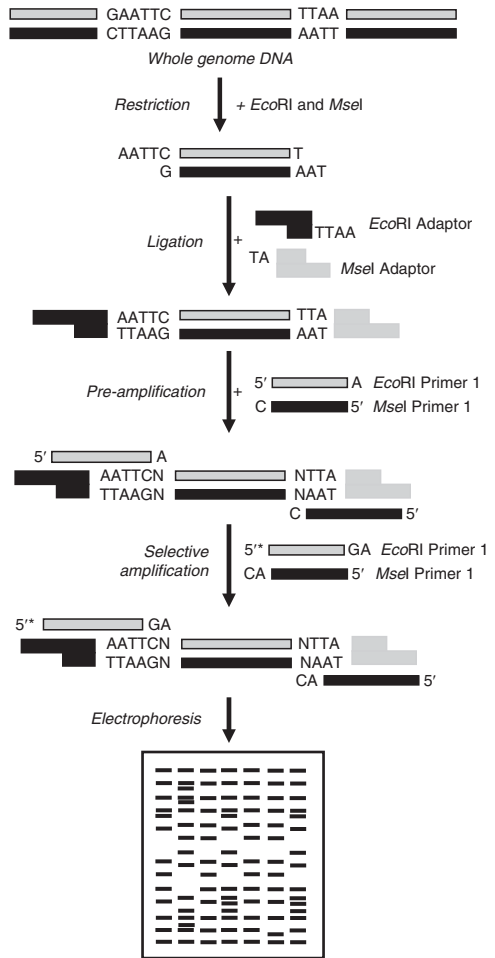 GAATTC TTAA
CTTAAG AATT
Whole genome DNA
Restriction + EcoRI and MseI
AATTC T
G AAT
Ligation +
TTAA EcoRI Adaptor
TA MseI Adaptor
AATTC TTA
TTAAG AAT
Pre-amplification +
5′ A EcoRI Primer 1
C 5′ MseI Primer 1
5′ A
AATTCN NTTA
TTAAGN NAAT
C 5′
Selective amplification
5′* GA EcoRI Primer 1
CA 5′ MseI Primer 1
5′* GA
AATTCN NTTA
TTAAGN NAAT
CA 5′
Electrophoresis